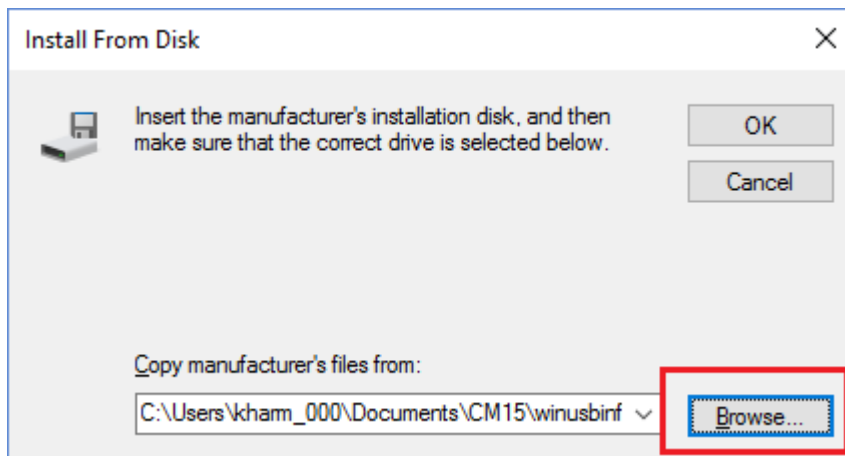 Install From Disk
Insert the manufacturer's installation disk, and then
make sure that the correct drive is selected below.
OK
Cancel
Copy manufacturer's files from:
C:\Users\kharm_000\Documents\CM15\winusbinf
Browse...